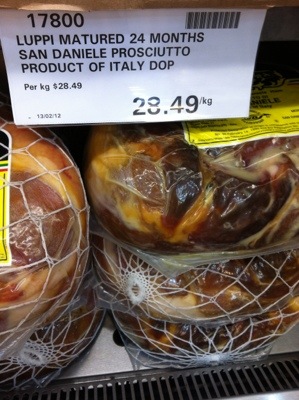 17800
LUPPI MATURED 24 MONTHS
SAN DANIELE PROSCIUTTO
PRODUCT OF ITALY DOP
Per kg $28.49
28.49/kg
- 13/02/12